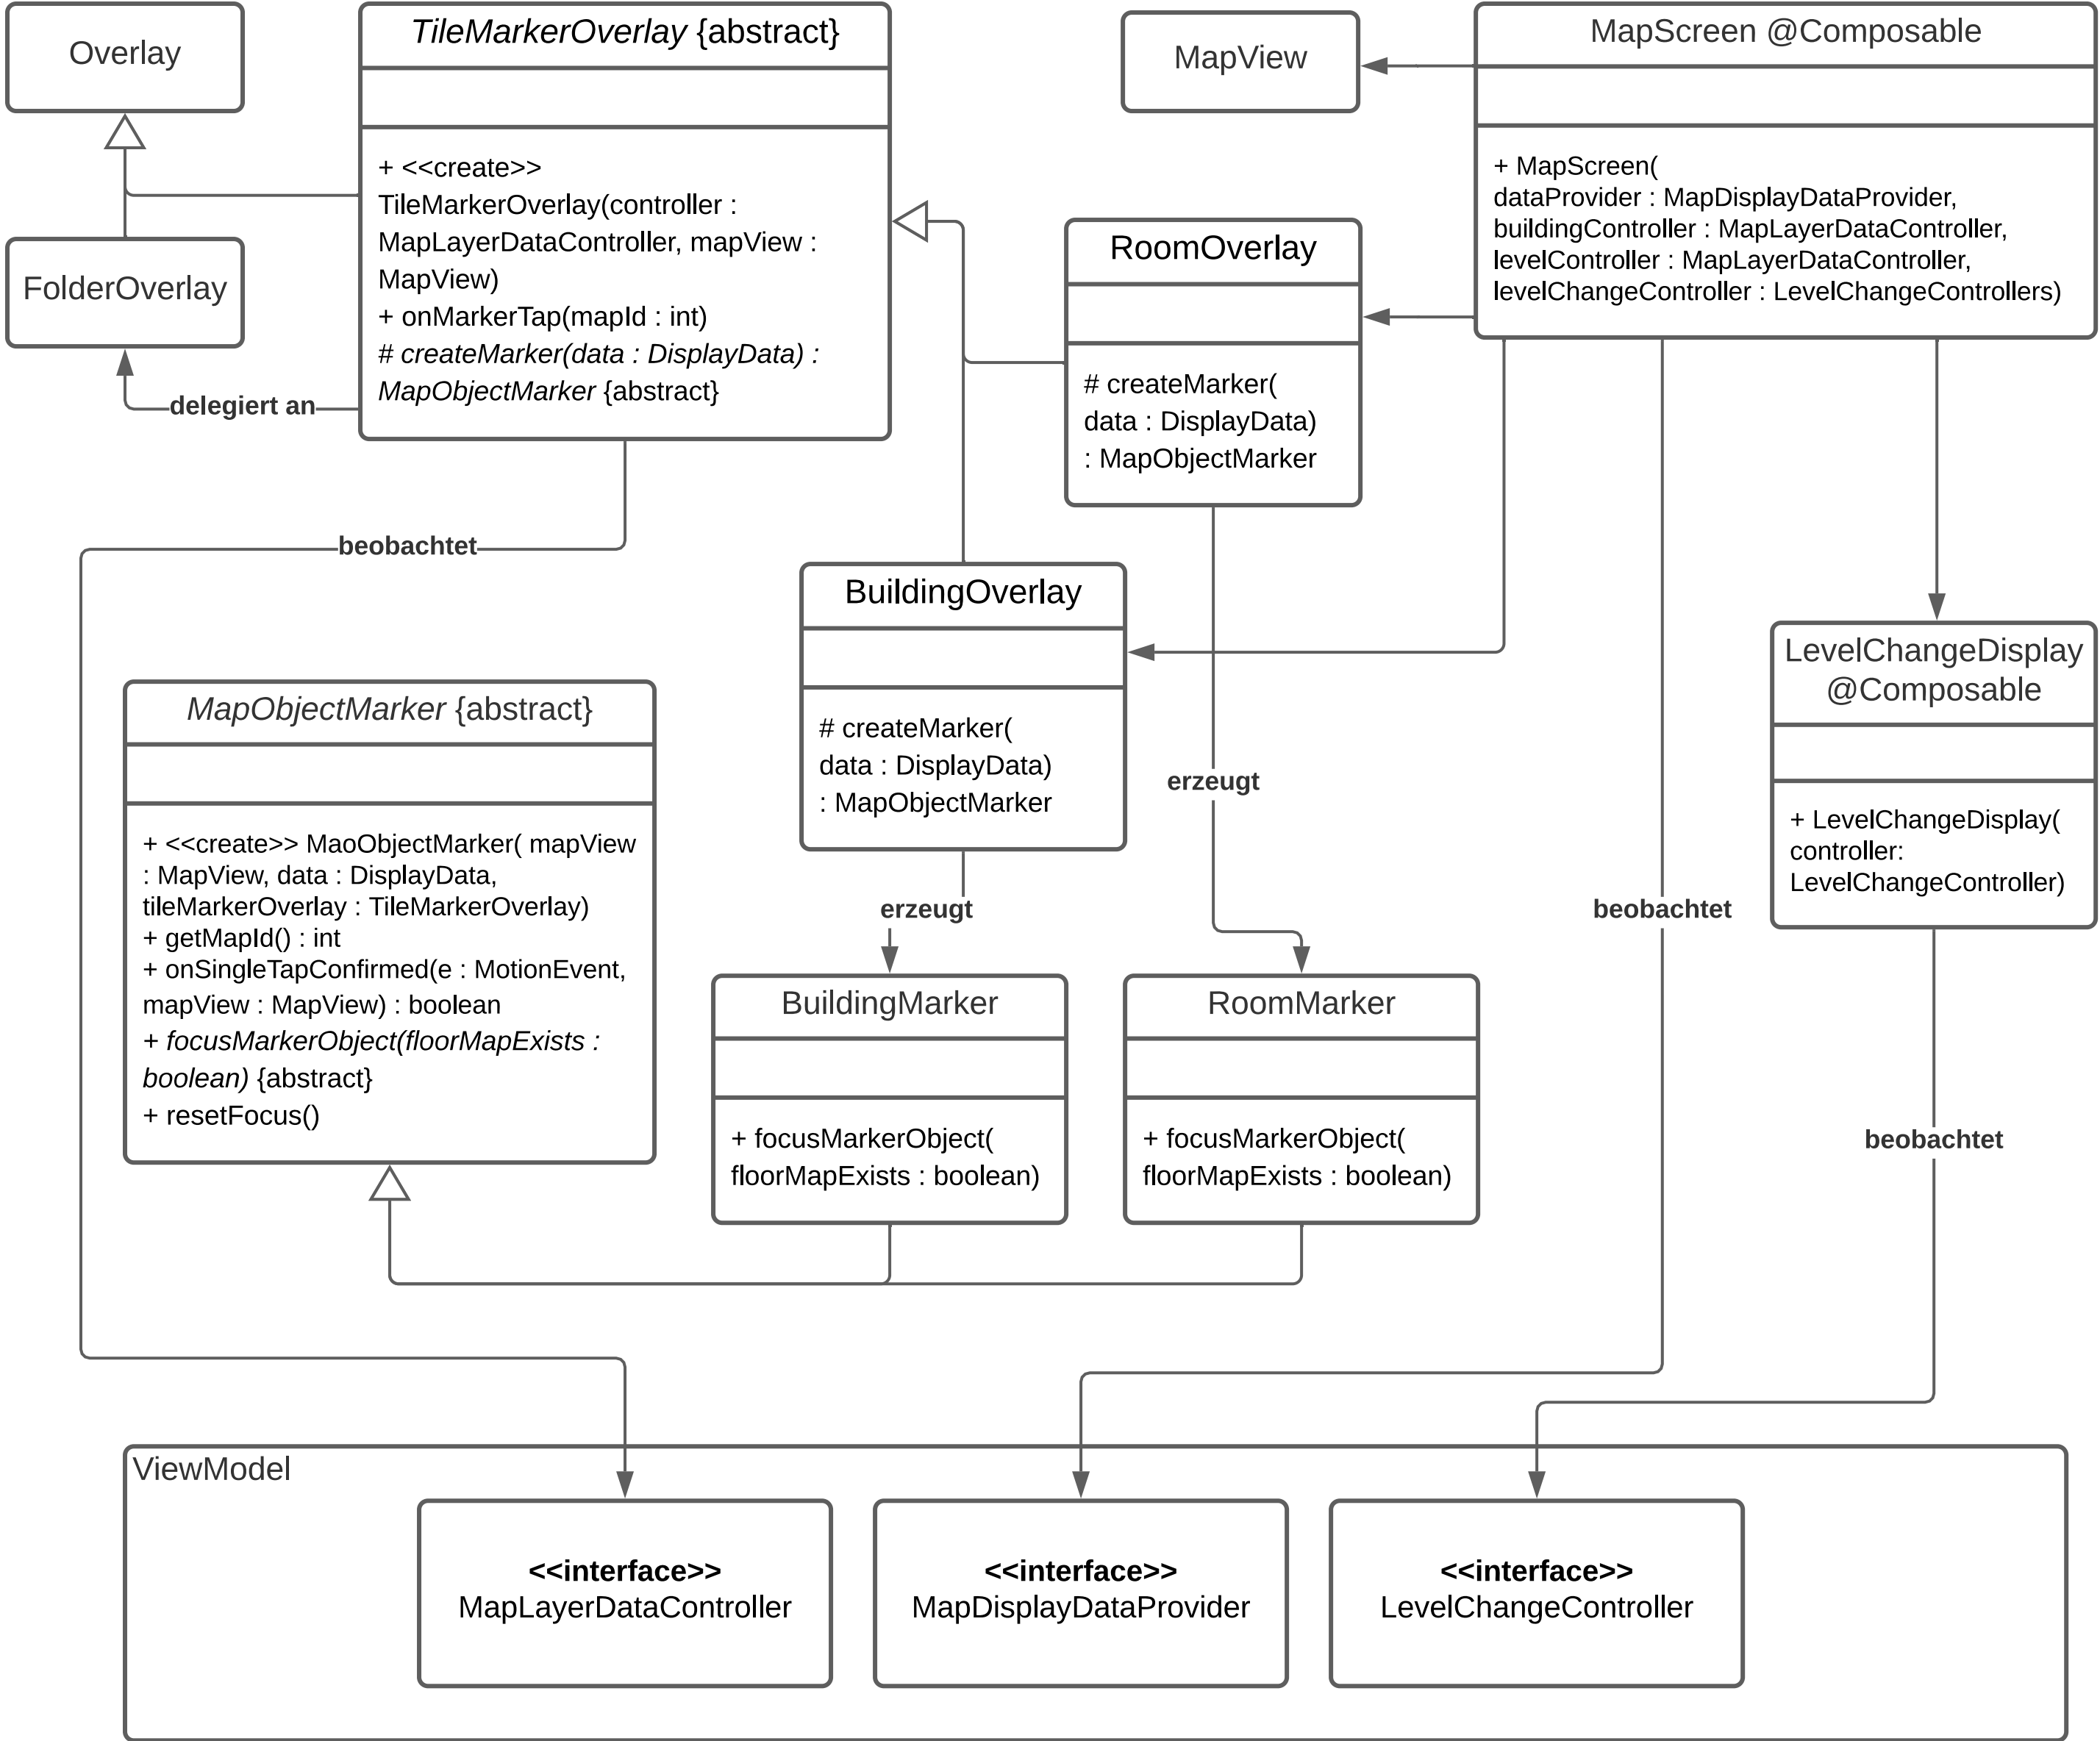 Overlay
TileMarkerOverlay {abstract}
+ <<create>>
TileMarkerOverlay(controller :
MapLayerDataController, mapView :
MapView)
+ onMarkerTap(mapId : int)
# createMarker(data : DisplayData) :
MapObjectMarker {abstract}
MapView
MapScreen @Composable
+ MapScreen(
dataProvider : MapDisplayDataProvider,
buildingController : MapLayerDataController,
levelController : MapLayerDataController,
levelChangeController : LevelChangeControllers)
FolderOverlay
delegiert an
RoomOverlay
# createMarker(
data : DisplayData)
: MapObjectMarker
beobachtet
BuildingOverlay
# createMarker(
data : DisplayData)
: MapObjectMarker
erzeugt
erzeugt
LevelChangeDisplay
@Composable
+ LevelChangeDisplay(
controller:
LevelChangeController)
beobachtet
MapObjectMarker {abstract}
+ <<create>> MaoObjectMarker( mapView
: MapView, data : DisplayData,
tileMarkerOverlay : TileMarkerOverlay)
+ getMapId() : int
+ onSingleTapConfirmed(e : MotionEvent,
mapView : MapView) : boolean
+ focusMarkerObject(floorMapExists :
boolean) {abstract}
+ resetFocus()
BuildingMarker
+ focusMarkerObject(
floorMapExists : boolean)
RoomMarker
+ focusMarkerObject(
floorMapExists : boolean)
beobachtet
ViewModel
<<interface>>
MapLayerDataController
<<interface>>
MapDisplayDataProvider
<<interface>>
LevelChangeController